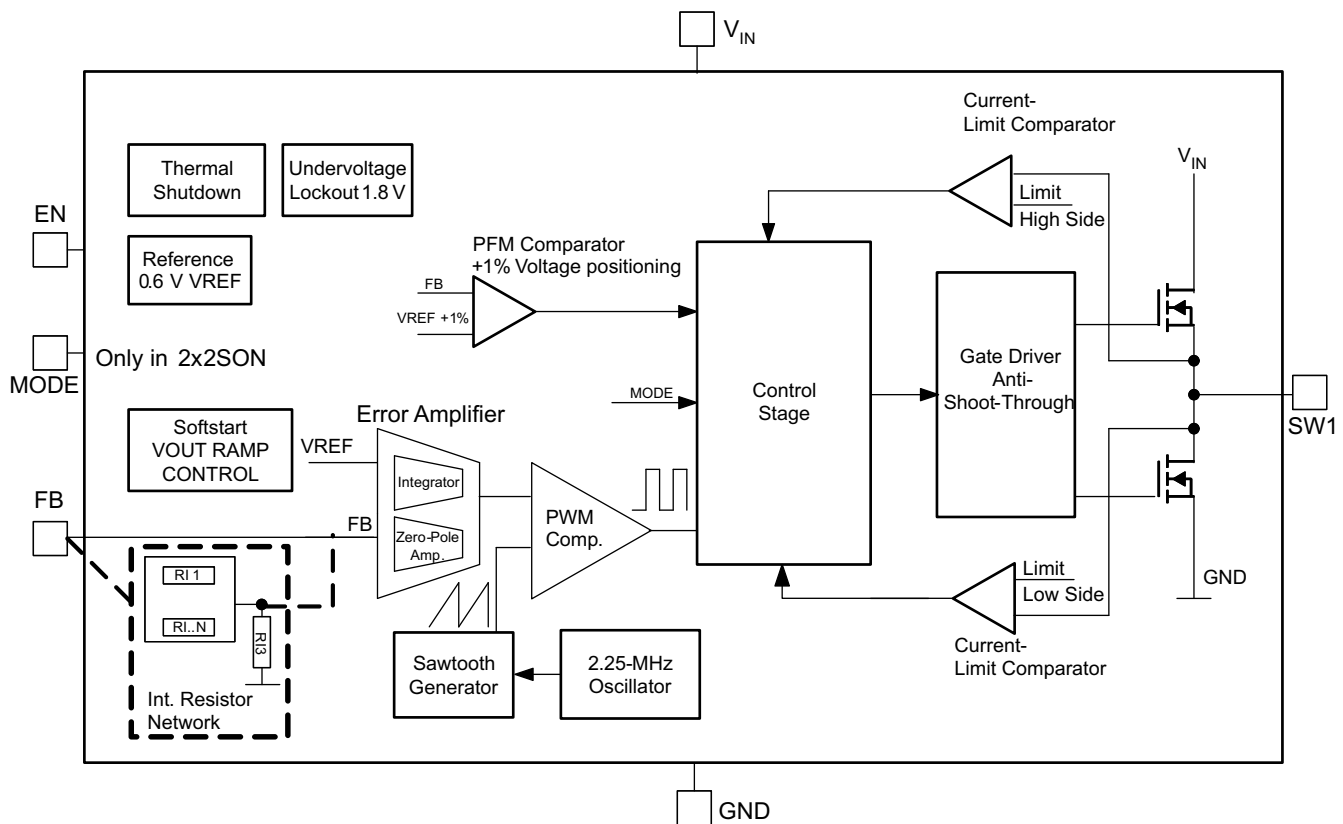 VIN
Current-
Limit Comparator
VIN
Thermal
Shutdown
Undervoltage
Lockout 1.8 V
Limit
High Side
EN
Reference
0.6 V VREF
PFM Comparator
+1% Voltage positioning
FB
VREF +1%
MODE
Only in 2x2SON
Control
Stage
Gate Driver
Anti-
Shoot-Through
MODE
SW1
Softstart
VOUT RAMP
CONTROL
Error Amplifier
VREF
Integrator
FB
FB
Zero-Pole
Amp.
PWM
Comp.
RI 1
RI..N
RI3
Int. Resistor
Network
Sawtooth
Generator
2.25-MHz
Oscillator
Limit
Low Side
Current-
Limit Comparator
GND
GND